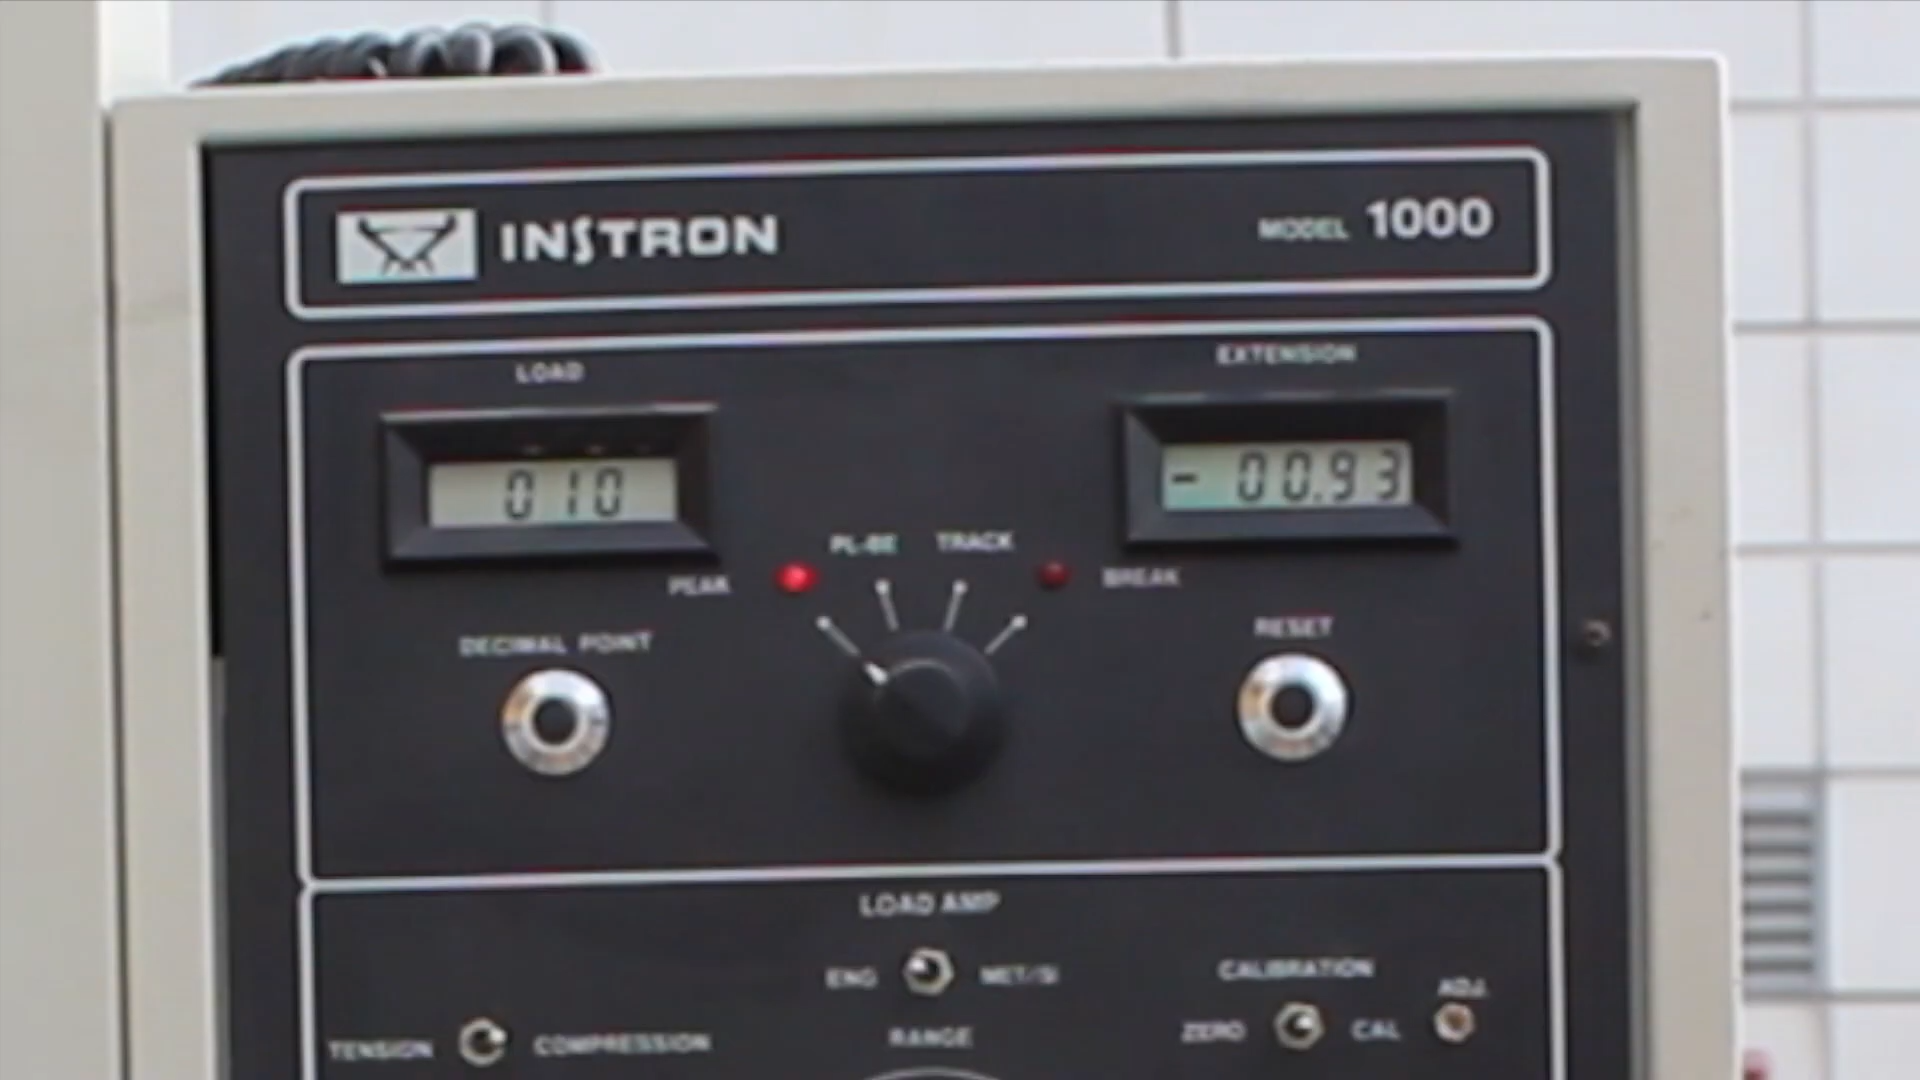 INSTRON
MODEL 1000
LOAD
EXTENSION
010
- 00.93
PL-BE TRACK
PEAK
BREAK
DECIMAL POINT
RESET
LOAD AMP
ENG
MET/SI
CALIBRATION
ADJ.
TENSION
COMPRESSION
RANGE
ZERO
CAL